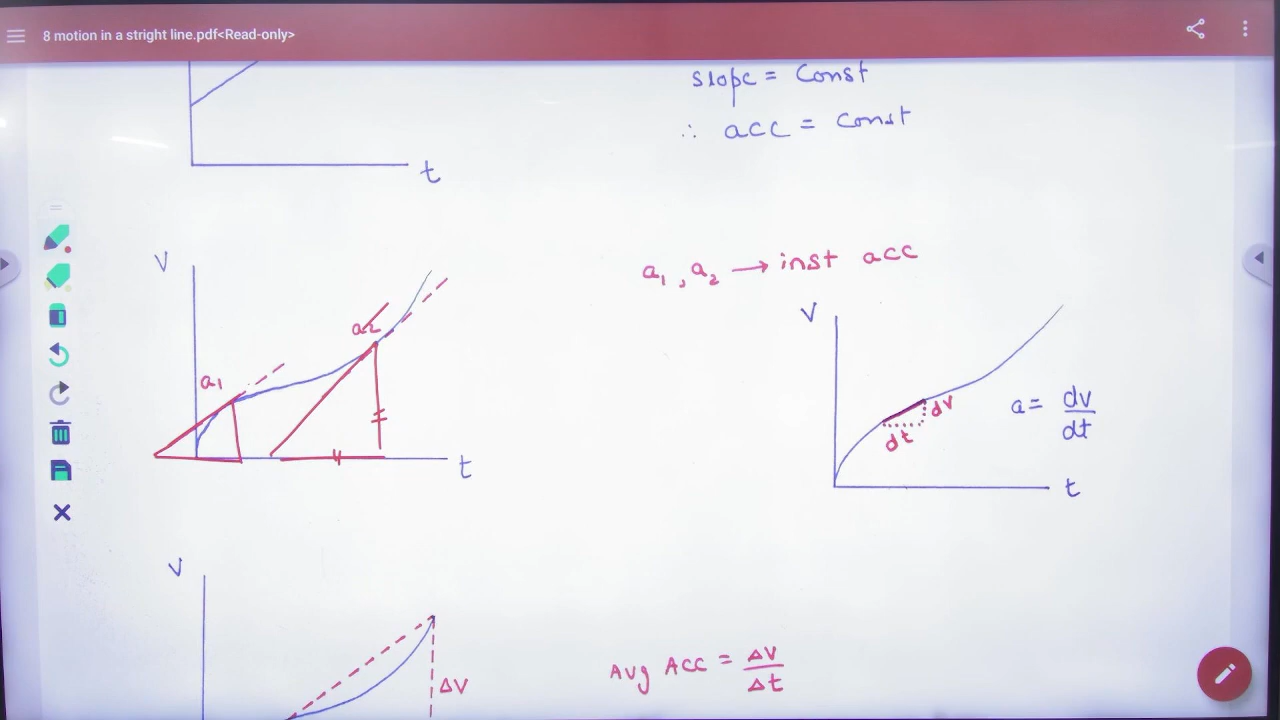 8 motion in a stright line.pdf<Read-only>
slope = Const
∴ acc = const
t
V
a1
a2
t
a1, a2 → inst acc
V
dv
dt
a = dv/dt
t
V
ΔV
Avg Acc = ΔV/Δt